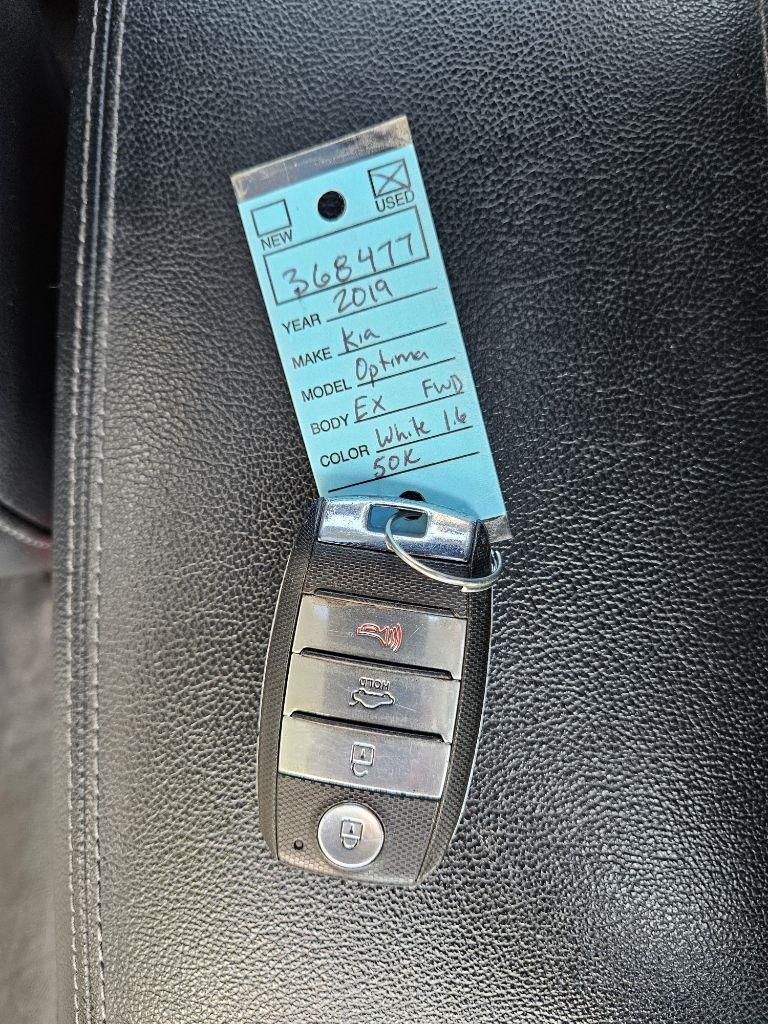 NEW USED
368477
YEAR 2019
MAKE Kia
MODEL Optima
BODY EX FWD
COLOR White 1.6
50K
HOLD